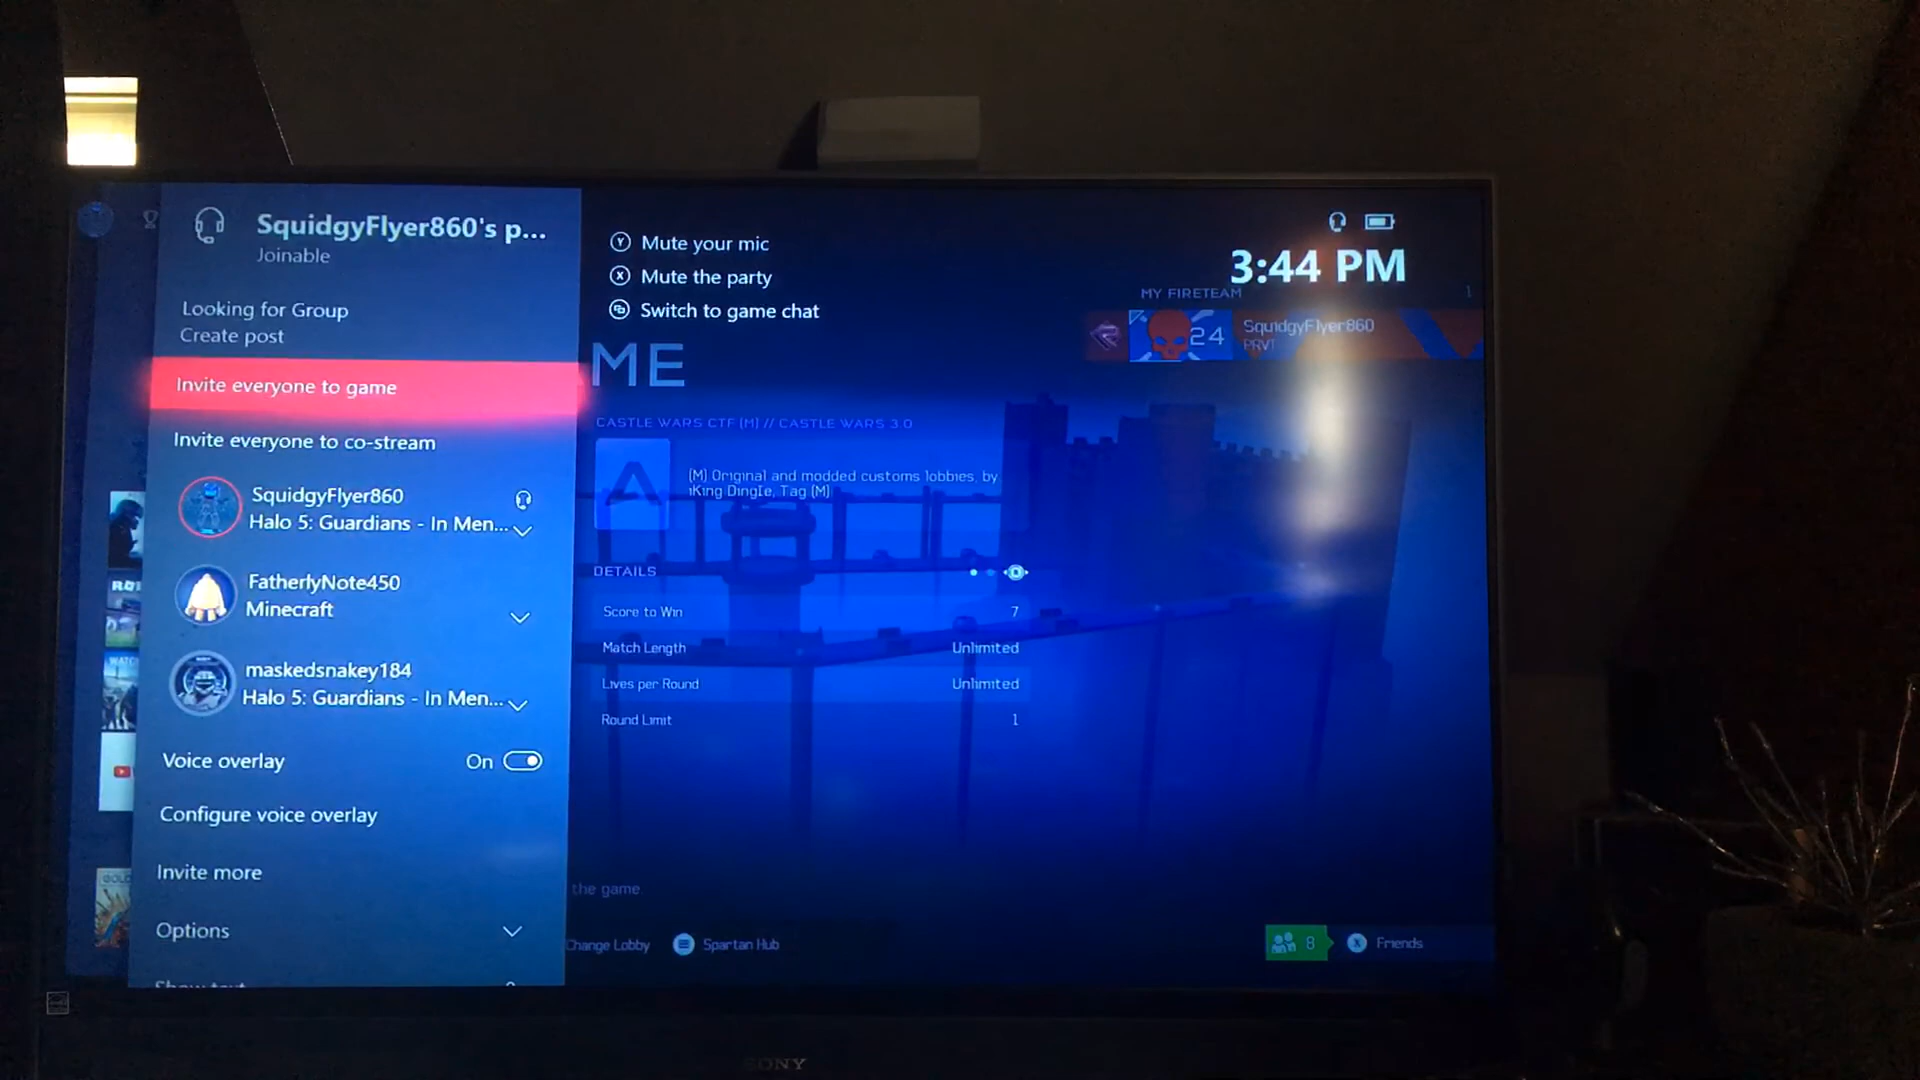 SquidgyFlyer860's p...
Joinable
Looking for Group
Create post
Invite everyone to game
Invite everyone to co-stream
SquidgyFlyer860
Halo 5: Guardians - In Men...
FatherlyNote450
Minecraft
maskedsnakey184
Halo 5: Guardians - In Men...
Voice overlay On
Configure voice overlay
Invite more
Options
Y Mute your mic
X Mute the party
Switch to game chat
3:44 PM
MY FIRETEAM 1
24 SquidgyFlyer860
PRVT
ME
CASTLE WARS CTF (M) // CASTLE WARS 3.0
A
(M) Original and modded customs lobbies, by
iKing Dingle, Tag (M)
DETAILS
Score to Win 7
Match Length Unlimited
Lives per Round Unlimited
Round Limit 1
the game.
Change Lobby
Spartan Hub
8 X Friends
SONY